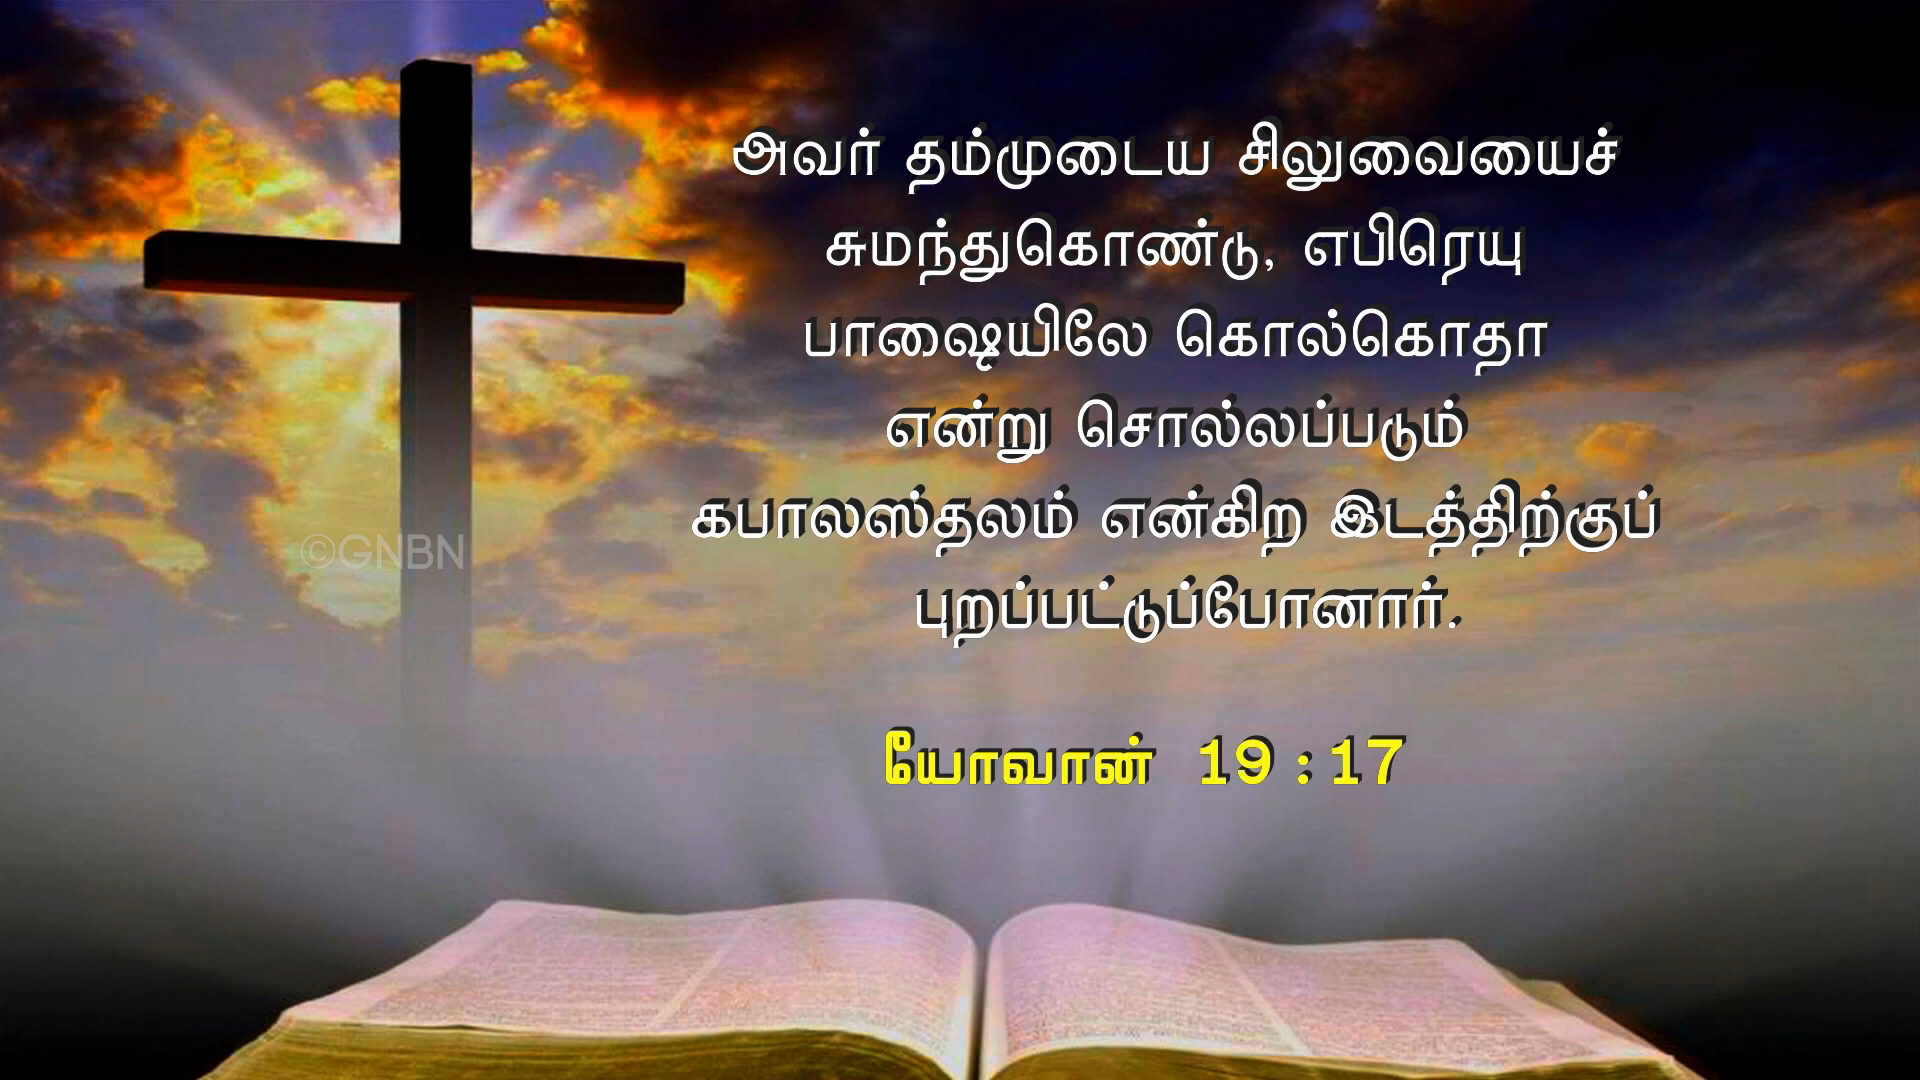 அவர் தம்முடைய சிலுவையைச்
சுமந்துகொண்டு, எபிரெயு
பாஷையிலே கொல்கொதா
என்று சொல்லப்படும்
கபாலஸ்தலம் என்கிற இடத்திற்குப்
புறப்பட்டுப்போனார்.
©GNBN
யோவான் 19:17